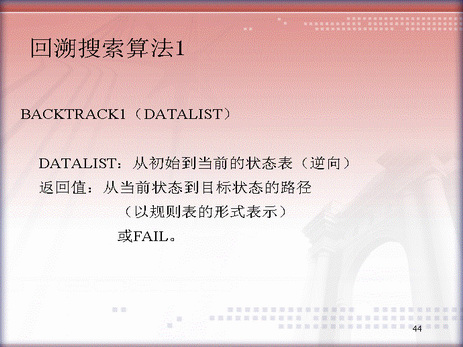 回溯搜索算法1
BACKTRACK1（DATALIST）
DATALIST：从初始到当前的状态表（逆向）
返回值：从当前状态到目标状态的路径
（以规则表的形式表示）
或FAIL。
44